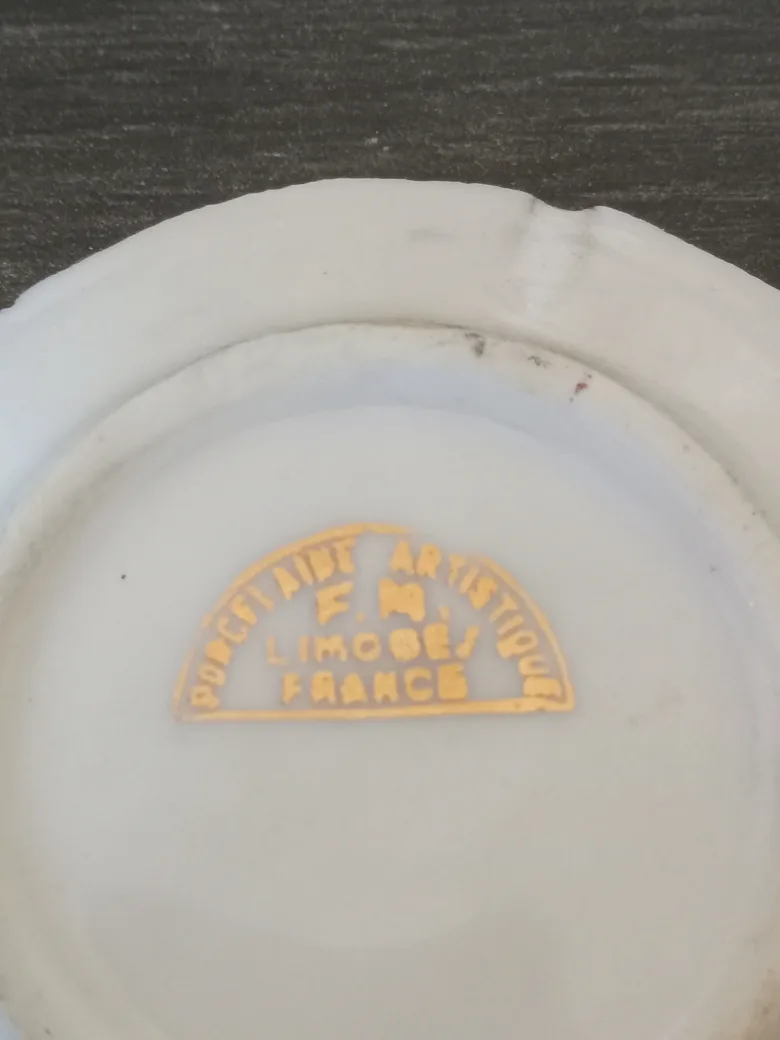 PORCELAINE ARTISTIQUE
F.M.
LIMOGES
FRANCE